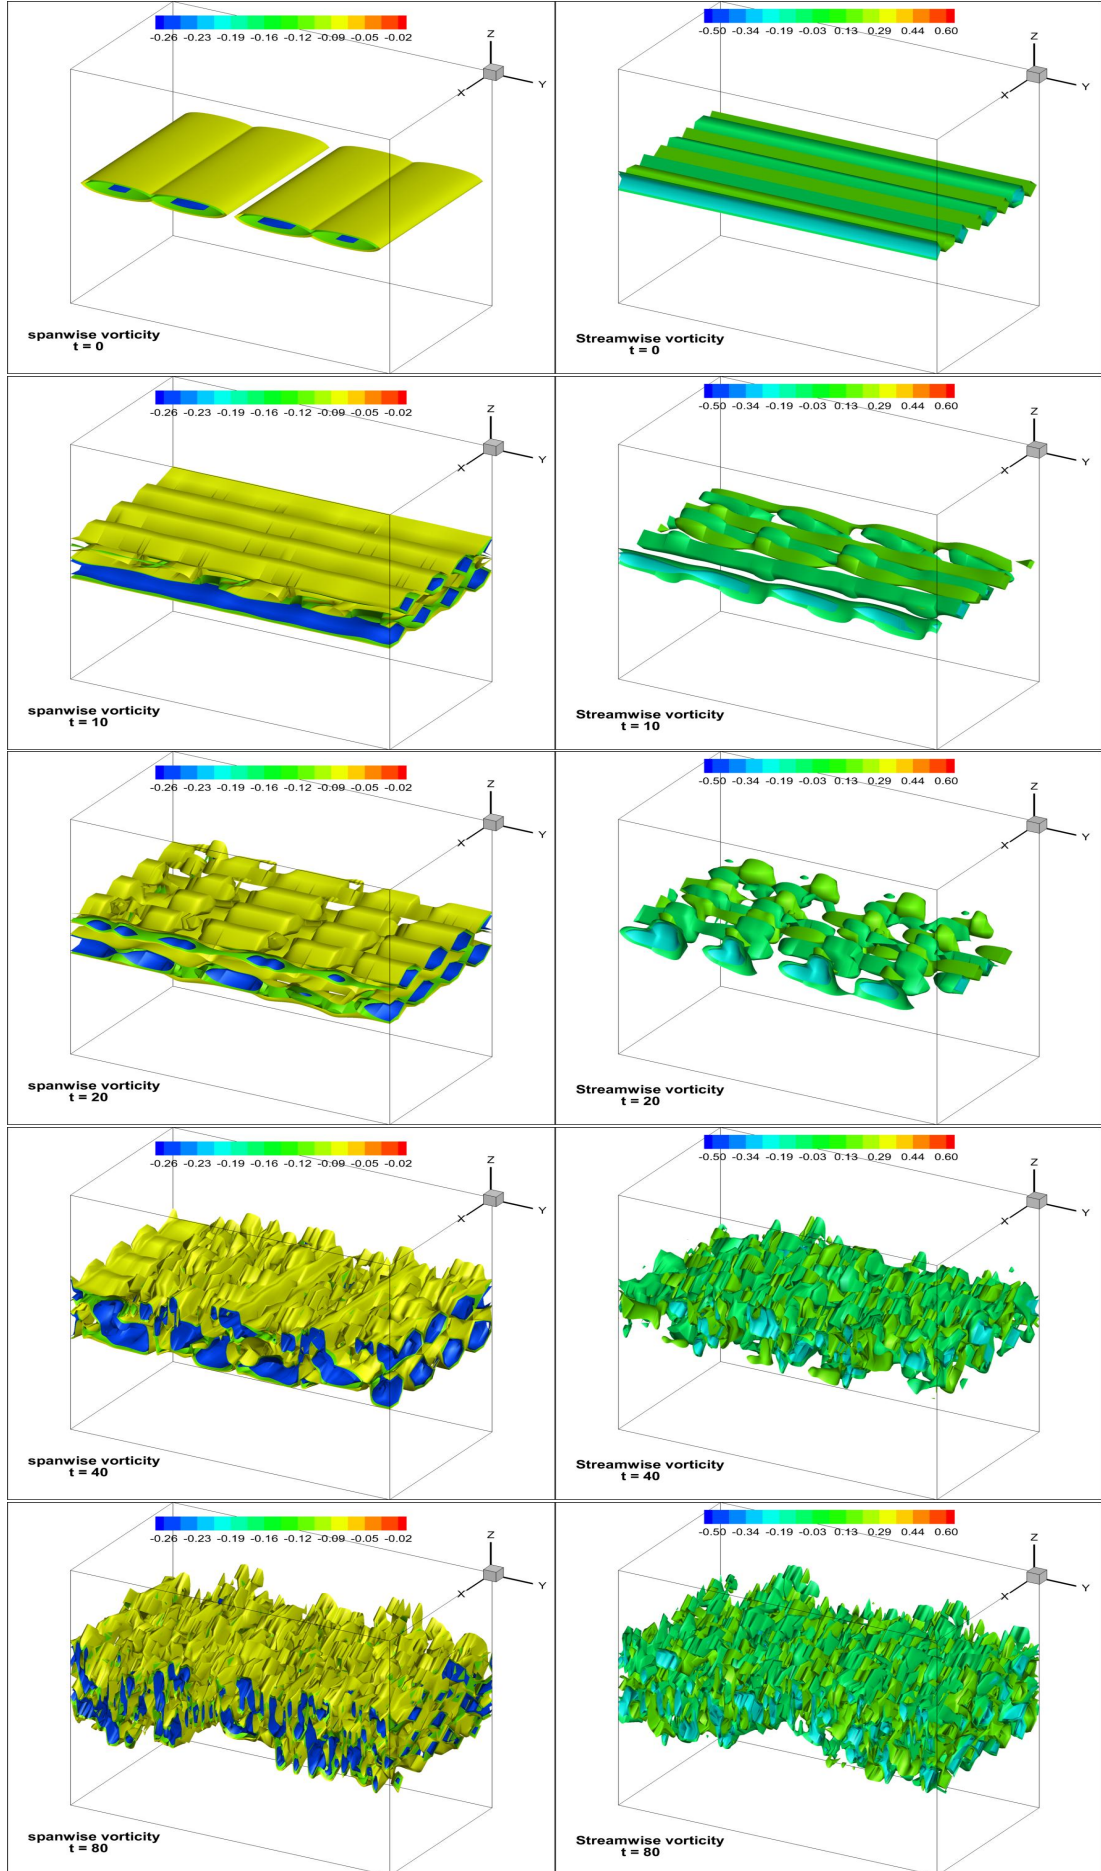 -0.26 -0.23 -0.19 -0.16 -0.12 -0.09 -0.05 -0.02
Z
X
Y
spanwise vorticity
t = 0
-0.50 -0.34 -0.19 -0.03 0.13 0.29 0.44 0.60
Z
X
Y
Streamwise vorticity
t = 0
-0.26 -0.23 -0.19 -0.16 -0.12 -0.09 -0.05 -0.02
Z
X
Y
spanwise vorticity
t = 10
-0.50 -0.34 -0.19 -0.03 0.13 0.29 0.44 0.60
Z
X
Y
Streamwise vorticity
t = 10
-0.26 -0.23 -0.19 -0.16 -0.12 -0.09 -0.05 -0.02
Z
X
Y
spanwise vorticity
t = 20
-0.50 -0.34 -0.19 -0.03 0.13 0.29 0.44 0.60
Z
X
Y
Streamwise vorticity
t = 20
-0.26 -0.23 -0.19 -0.16 -0.12 -0.09 -0.05 -0.02
Z
X
Y
spanwise vorticity
t = 40
-0.50 -0.34 -0.19 -0.03 0.13 0.29 0.44 0.60
Z
X
Y
Streamwise vorticity
t = 40
-0.26 -0.23 -0.19 -0.16 -0.12 -0.09 -0.05 -0.02
Z
X
Y
spanwise vorticity
t = 80
-0.50 -0.34 -0.19 -0.03 0.13 0.29 0.44 0.60
Z
X
Y
Streamwise vorticity
t = 80